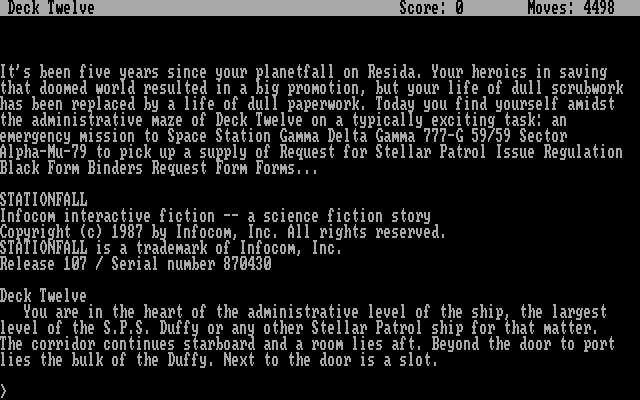 Deck Twelve Score: 0 Moves: 4498
It's been five years since your planetfall on Resida. Your heroics in saving
that doomed world resulted in a big promotion, but your life of dull scrubwork
has been replaced by a life of dull paperwork. Today you find yourself amidst
the administrative maze of Deck Twelve on a typically exciting task: an
emergency mission to Space Station Gamma Delta Gamma 777-G 59/59 Sector
Alpha-Mu-79 to pick up a supply of Request for Stellar Patrol Issue Regulation
Black Form Binders Request Form Forms...
STATIONFALL
Infocom interactive fiction -- a science fiction story
Copyright (c) 1987 by Infocom, Inc. All rights reserved.
STATIONFALL is a trademark of Infocom, Inc.
Release 107 / Serial number 870430
Deck Twelve
You are in the heart of the administrative level of the ship, the largest
level of the S.P.S. Duffy or any other Stellar Patrol ship for that matter.
The corridor continues starboard and a room lies aft. Beyond the door to port
lies the bulk of the Duffy. Next to the door is a slot.
>